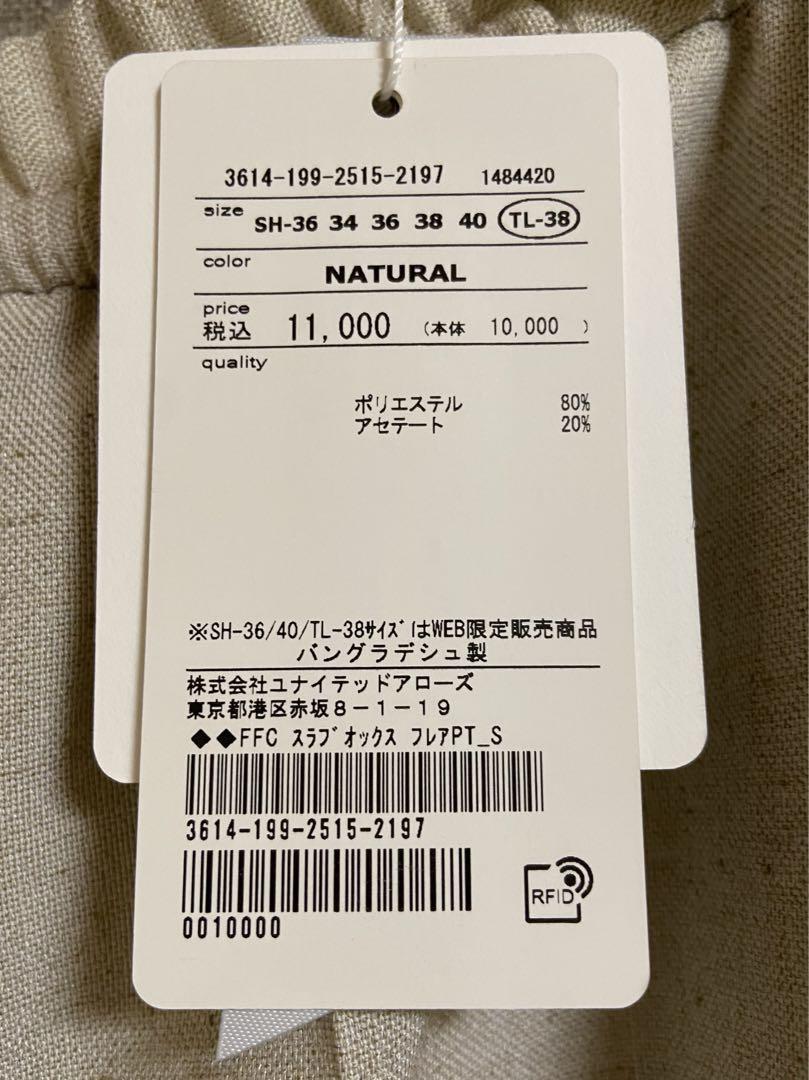 3614-199-2515-2197 1484420
size SH-36 34 36 38 40 TL-38
color NATURAL
price
税込 11,000 (本体 10,000 )
quality
ポリエステル 80%
アセテート 20%
※SH-36/40/TL-38ｻｲｽﾞはWEB限定販売商品
バングラデシュ製
株式会社ユナイテッドアローズ
東京都港区赤坂8－1－19
◆◆FFC ｽﾗﾌﾞｵｯｸｽ ﾌﾚｱPT_S
3614-199-2515-2197
0010000
RFID